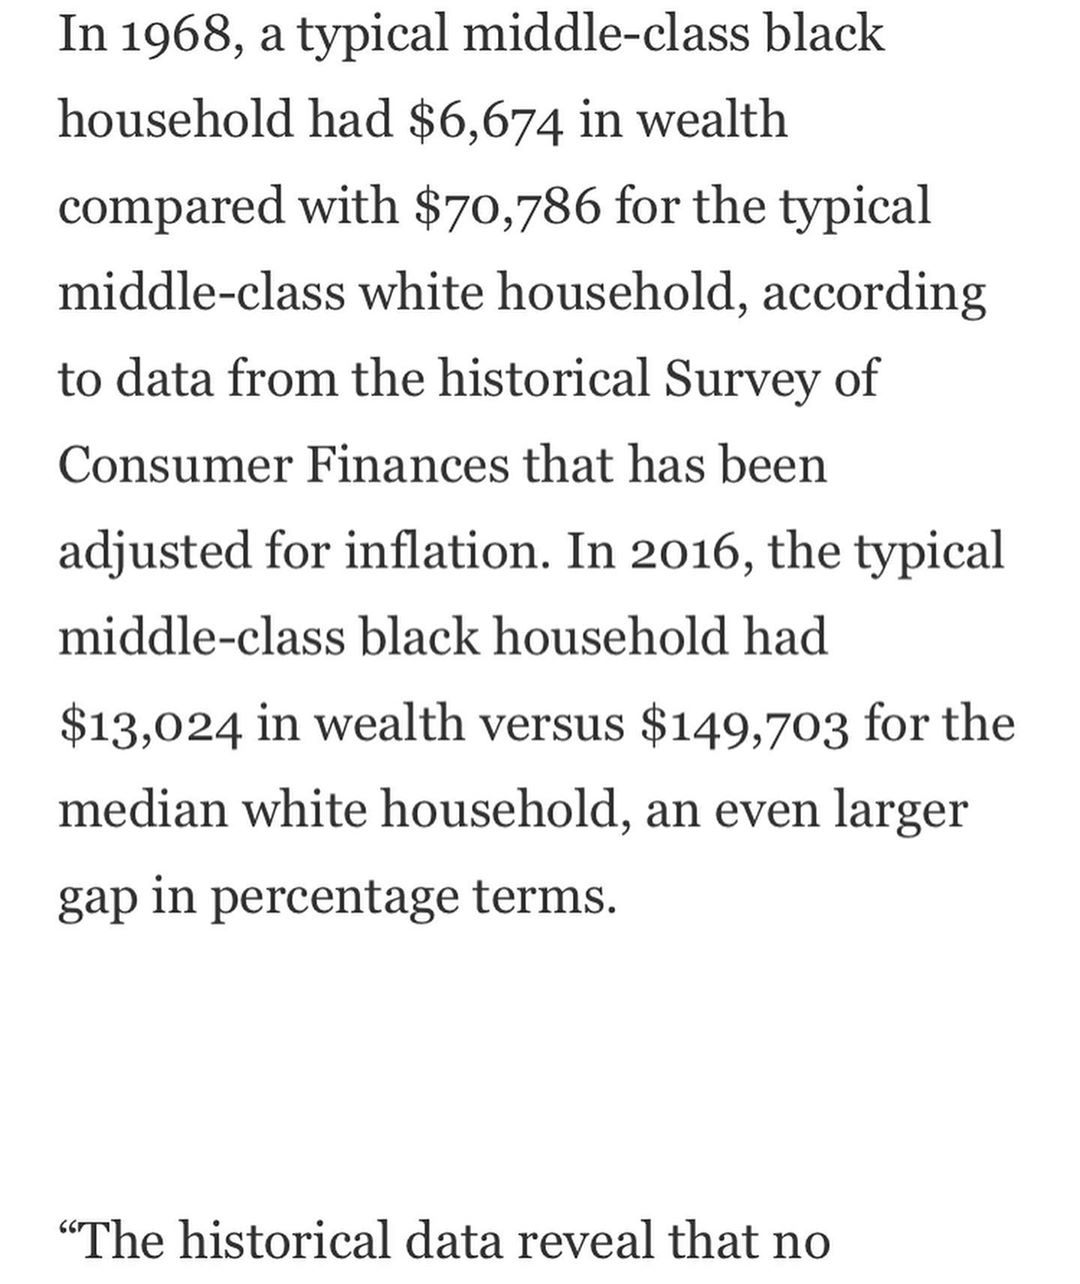 In 1968, a typical middle-class black
household had $6,674 in wealth
compared with $70,786 for the typical
middle-class white household, according
to data from the historical Survey of
Consumer Finances that has been
adjusted for inflation. In 2016, the typical
middle-class black household had
$13,024 in wealth versus $149,703 for the
median white household, an even larger
gap in percentage terms.
“The historical data reveal that no